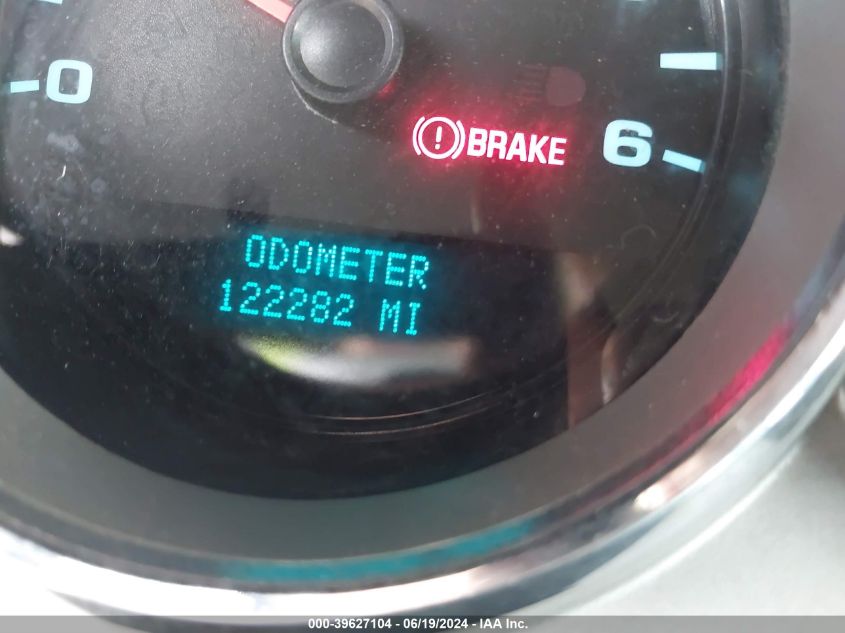 0
BRAKE 6
ODOMETER
122282 MI
000-39627104 - 06/19/2024 - IAA Inc.